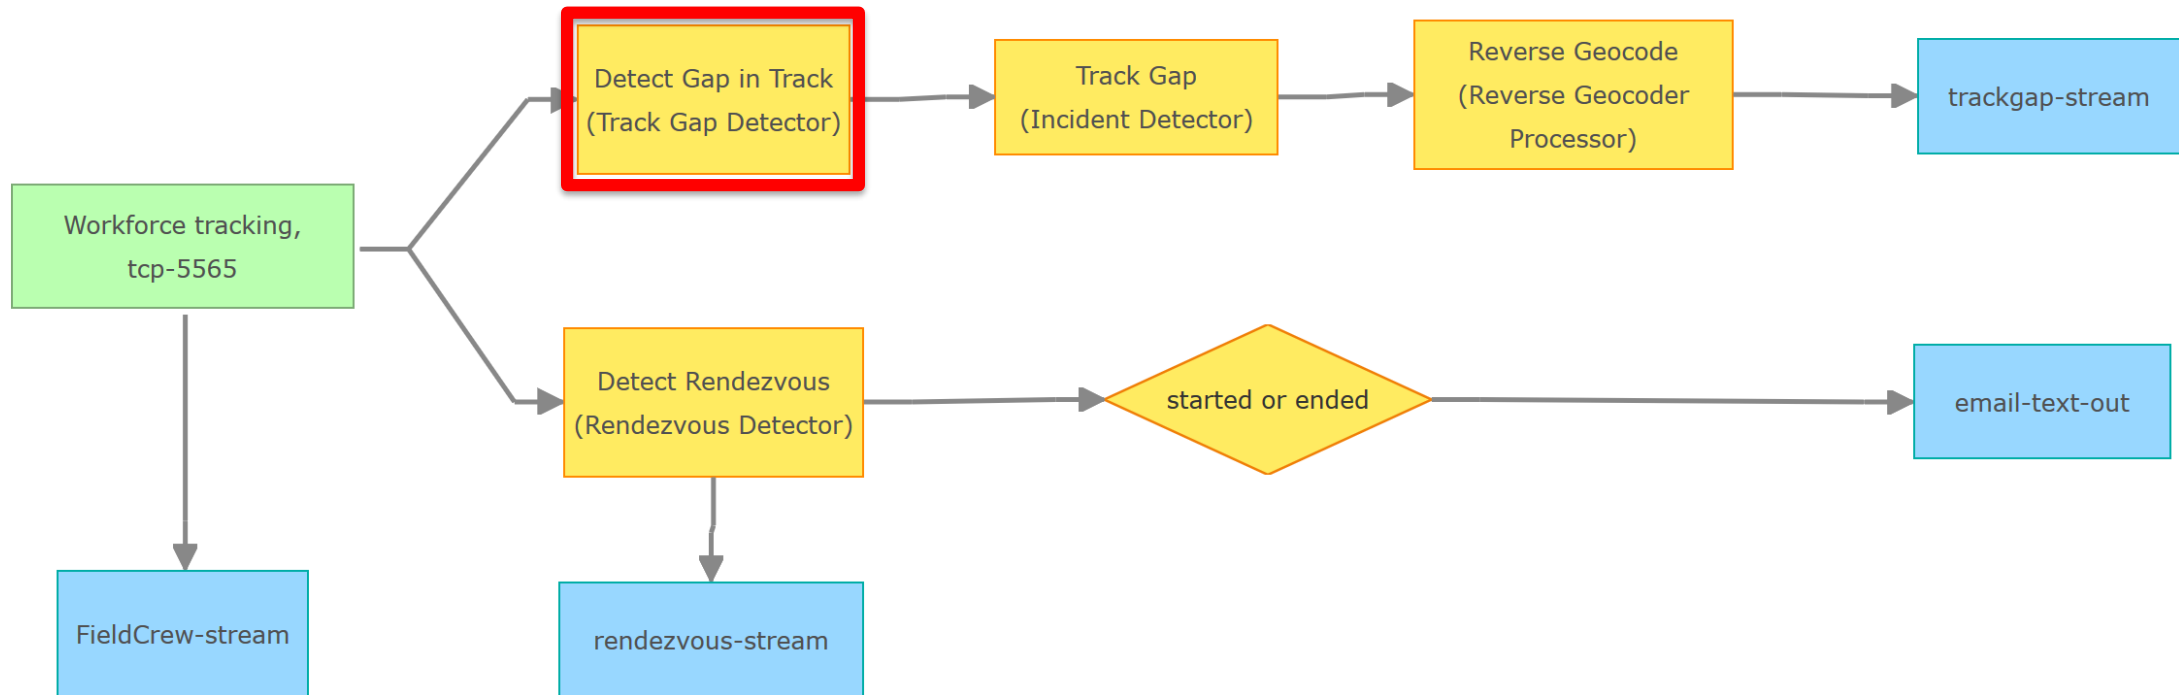 Detect Gap in Track
(Track Gap Detector)
Track Gap
(Incident Detector)
Reverse Geocode
(Reverse Geocoder
Processor)
trackgap-stream
Workforce tracking,
tcp-5565
Detect Rendezvous
(Rendezvous Detector)
started or ended
email-text-out
FieldCrew-stream
rendezvous-stream